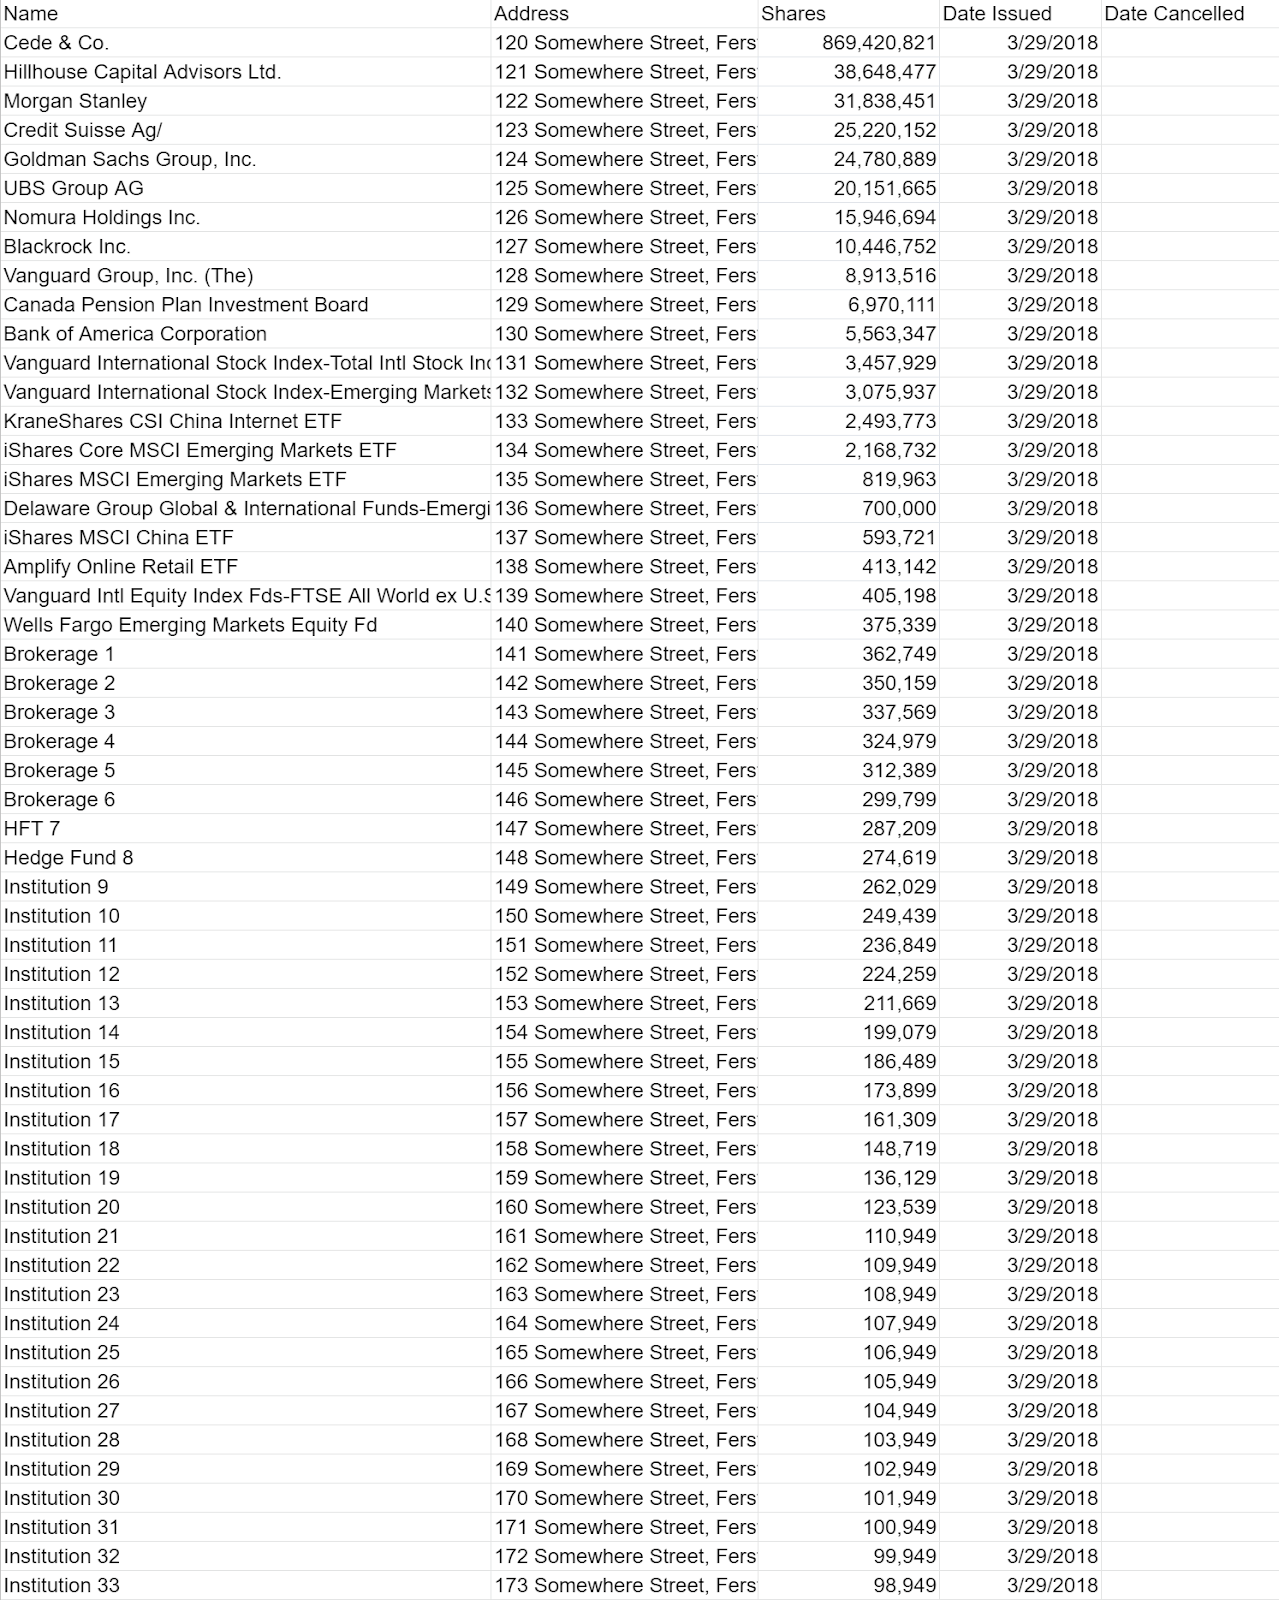 Name Address Shares Date Issued Date Cancelled
Cede & Co. 120 Somewhere Street, Fers 869,420,821 3/29/2018
Hillhouse Capital Advisors Ltd. 121 Somewhere Street, Fers 38,648,477 3/29/2018
Morgan Stanley 122 Somewhere Street, Fers 31,838,451 3/29/2018
Credit Suisse Ag/ 123 Somewhere Street, Fers 25,220,152 3/29/2018
Goldman Sachs Group, Inc. 124 Somewhere Street, Fers 24,780,889 3/29/2018
UBS Group AG 125 Somewhere Street, Fers 20,151,665 3/29/2018
Nomura Holdings Inc. 126 Somewhere Street, Fers 15,946,694 3/29/2018
Blackrock Inc. 127 Somewhere Street, Fers 10,446,752 3/29/2018
Vanguard Group, Inc. (The) 128 Somewhere Street, Fers 8,913,516 3/29/2018
Canada Pension Plan Investment Board 129 Somewhere Street, Fers 6,970,111 3/29/2018
Bank of America Corporation 130 Somewhere Street, Fers 5,563,347 3/29/2018
Vanguard International Stock Index-Total Intl Stock Inc 131 Somewhere Street, Fers 3,457,929 3/29/2018
Vanguard International Stock Index-Emerging Markets 132 Somewhere Street, Fers 3,075,937 3/29/2018
KraneShares CSI China Internet ETF 133 Somewhere Street, Fers 2,493,773 3/29/2018
iShares Core MSCI Emerging Markets ETF 134 Somewhere Street, Fers 2,168,732 3/29/2018
iShares MSCI Emerging Markets ETF 135 Somewhere Street, Fers 819,963 3/29/2018
Delaware Group Global & International Funds-Emergi 136 Somewhere Street, Fers 700,000 3/29/2018
iShares MSCI China ETF 137 Somewhere Street, Fers 593,721 3/29/2018
Amplify Online Retail ETF 138 Somewhere Street, Fers 413,142 3/29/2018
Vanguard Intl Equity Index Fds-FTSE All World ex U.S 139 Somewhere Street, Fers 405,198 3/29/2018
Wells Fargo Emerging Markets Equity Fd 140 Somewhere Street, Fers 375,339 3/29/2018
Brokerage 1 141 Somewhere Street, Fers 362,749 3/29/2018
Brokerage 2 142 Somewhere Street, Fers 350,159 3/29/2018
Brokerage 3 143 Somewhere Street, Fers 337,569 3/29/2018
Brokerage 4 144 Somewhere Street, Fers 324,979 3/29/2018
Brokerage 5 145 Somewhere Street, Fers 312,389 3/29/2018
Brokerage 6 146 Somewhere Street, Fers 299,799 3/29/2018
HFT 7 147 Somewhere Street, Fers 287,209 3/29/2018
Hedge Fund 8 148 Somewhere Street, Fers 274,619 3/29/2018
Institution 9 149 Somewhere Street, Fers 262,029 3/29/2018
Institution 10 150 Somewhere Street, Fers 249,439 3/29/2018
Institution 11 151 Somewhere Street, Fers 236,849 3/29/2018
Institution 12 152 Somewhere Street, Fers 224,259 3/29/2018
Institution 13 153 Somewhere Street, Fers 211,669 3/29/2018
Institution 14 154 Somewhere Street, Fers 199,079 3/29/2018
Institution 15 155 Somewhere Street, Fers 186,489 3/29/2018
Institution 16 156 Somewhere Street, Fers 173,899 3/29/2018
Institution 17 157 Somewhere Street, Fers 161,309 3/29/2018
Institution 18 158 Somewhere Street, Fers 148,719 3/29/2018
Institution 19 159 Somewhere Street, Fers 136,129 3/29/2018
Institution 20 160 Somewhere Street, Fers 123,539 3/29/2018
Institution 21 161 Somewhere Street, Fers 110,949 3/29/2018
Institution 22 162 Somewhere Street, Fers 109,949 3/29/2018
Institution 23 163 Somewhere Street, Fers 108,949 3/29/2018
Institution 24 164 Somewhere Street, Fers 107,949 3/29/2018
Institution 25 165 Somewhere Street, Fers 106,949 3/29/2018
Institution 26 166 Somewhere Street, Fers 105,949 3/29/2018
Institution 27 167 Somewhere Street, Fers 104,949 3/29/2018
Institution 28 168 Somewhere Street, Fers 103,949 3/29/2018
Institution 29 169 Somewhere Street, Fers 102,949 3/29/2018
Institution 30 170 Somewhere Street, Fers 101,949 3/29/2018
Institution 31 171 Somewhere Street, Fers 100,949 3/29/2018
Institution 32 172 Somewhere Street, Fers 99,949 3/29/2018
Institution 33 173 Somewhere Street, Fers 98,949 3/29/2018